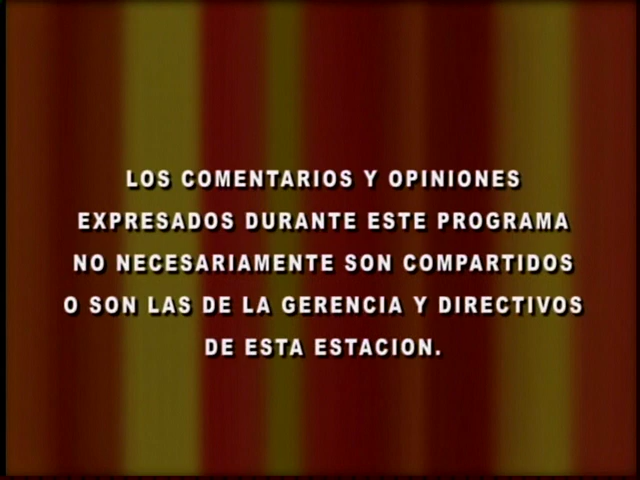 LOS COMENTARIOS Y OPINIONES
EXPRESADOS DURANTE ESTE PROGRAMA
NO NECESARIAMENTE SON COMPARTIDOS
O SON LAS DE LA GERENCIA Y DIRECTIVOS
DE ESTA ESTACION.